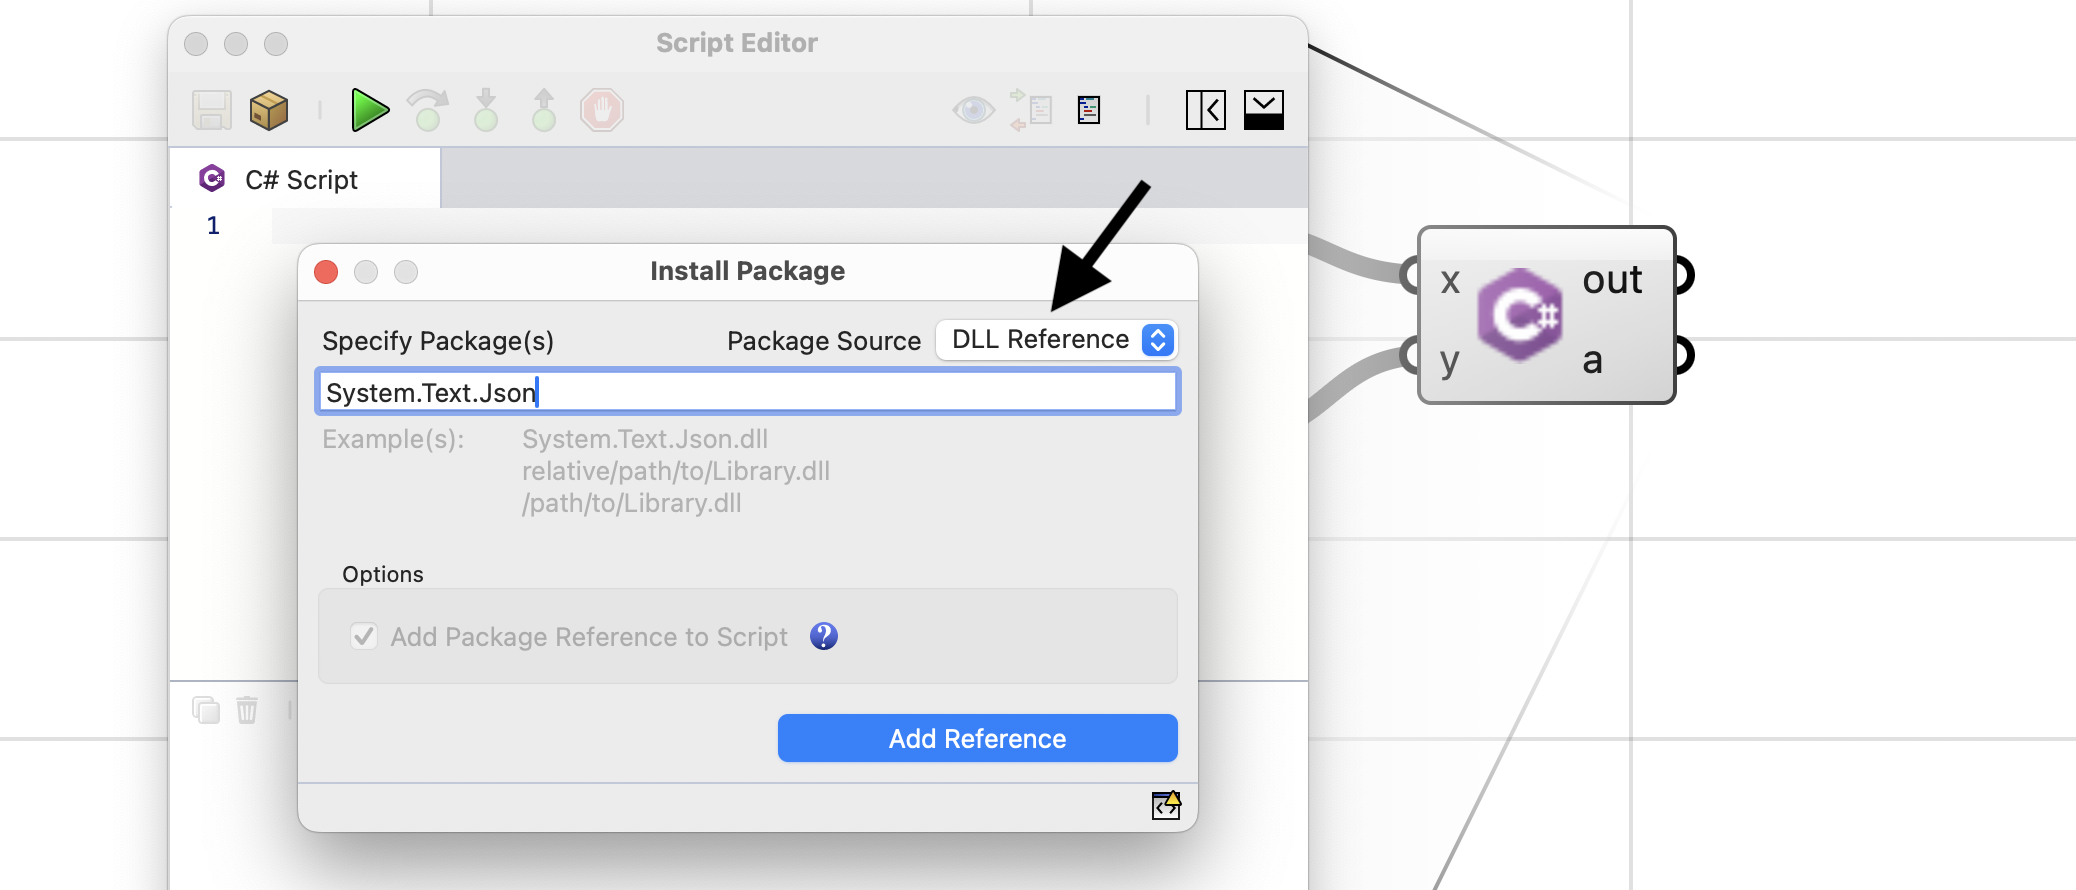 Script Editor
C# Script
1
Install Package
Specify Package(s)
Package Source
DLL Reference
System.Text.Json
Example(s):
System.Text.Json.dll
relative/path/to/Library.dll
/path/to/Library.dll
Options
Add Package Reference to Script
?
Add Reference
x
out
y
a